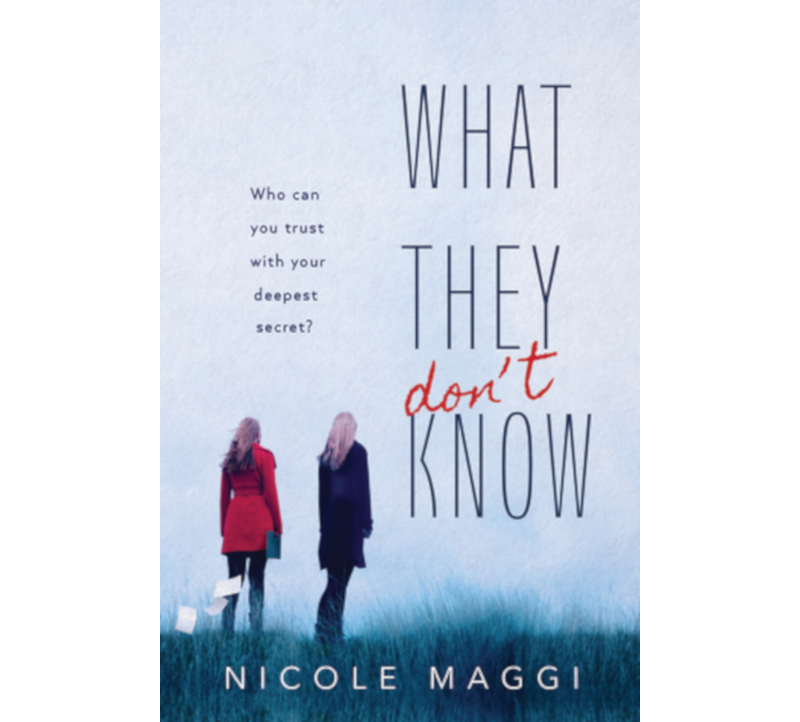 WHAT
THEY
don't
KNOW
Who can
you trust
with your
deepest
secret?
NICOLE MAGGI